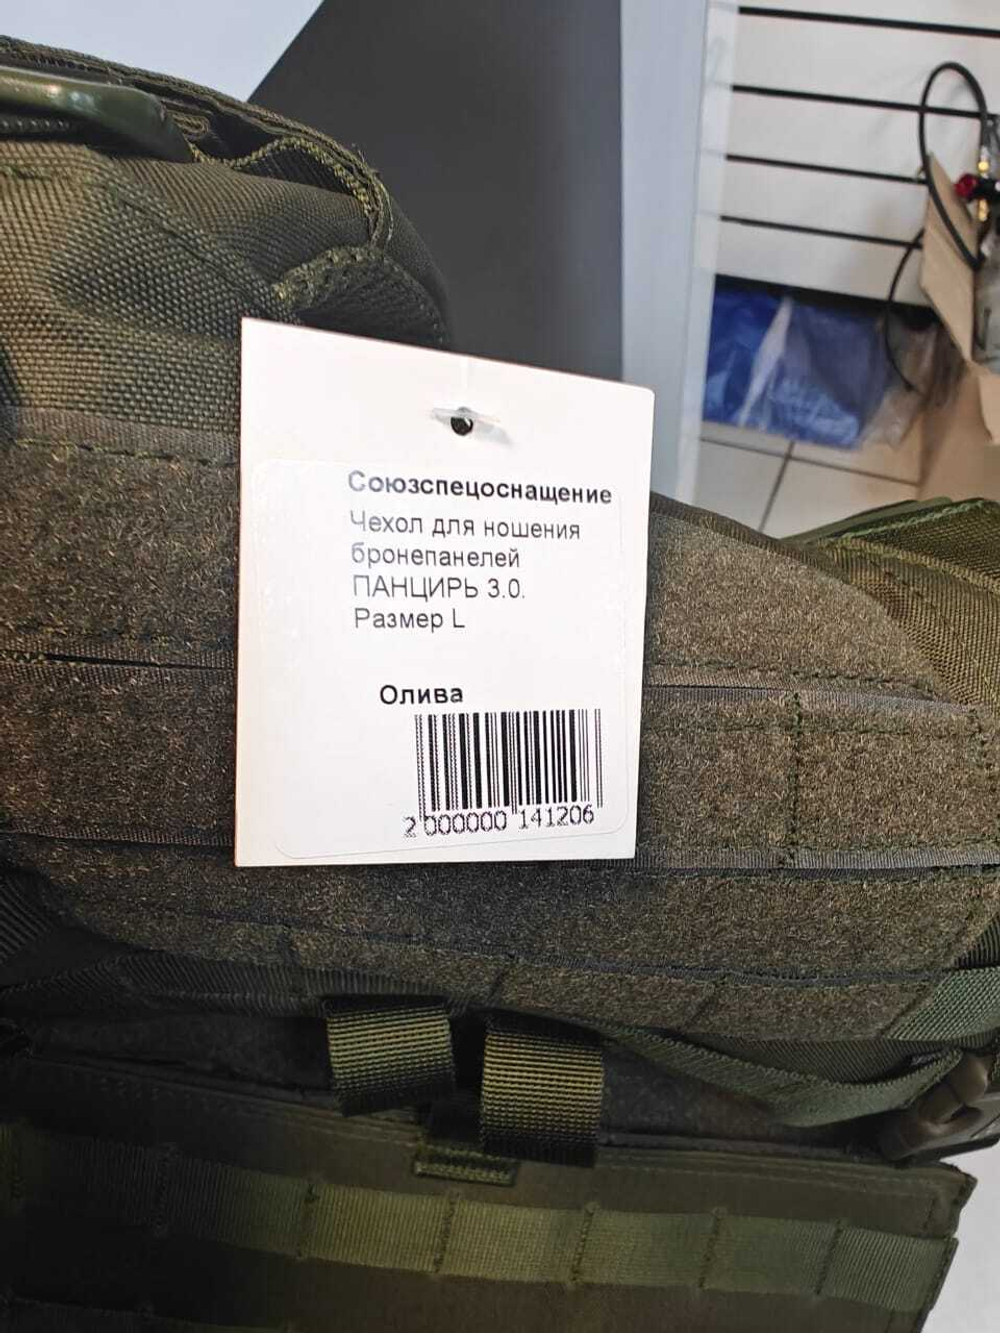 Союзспецоснащение
Чехол для ношения
бронепанелей
ПАНЦИРЬ 3.0.
Размер L
Олива
2 000000 141206